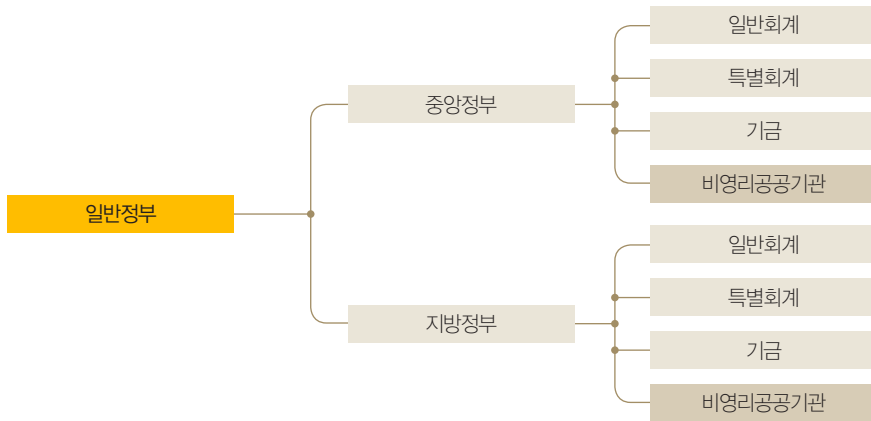 일반정부
중앙정부
일반회계
특별회계
기금
비영리공공기관
지방정부
일반회계
특별회계
기금
비영리공공기관